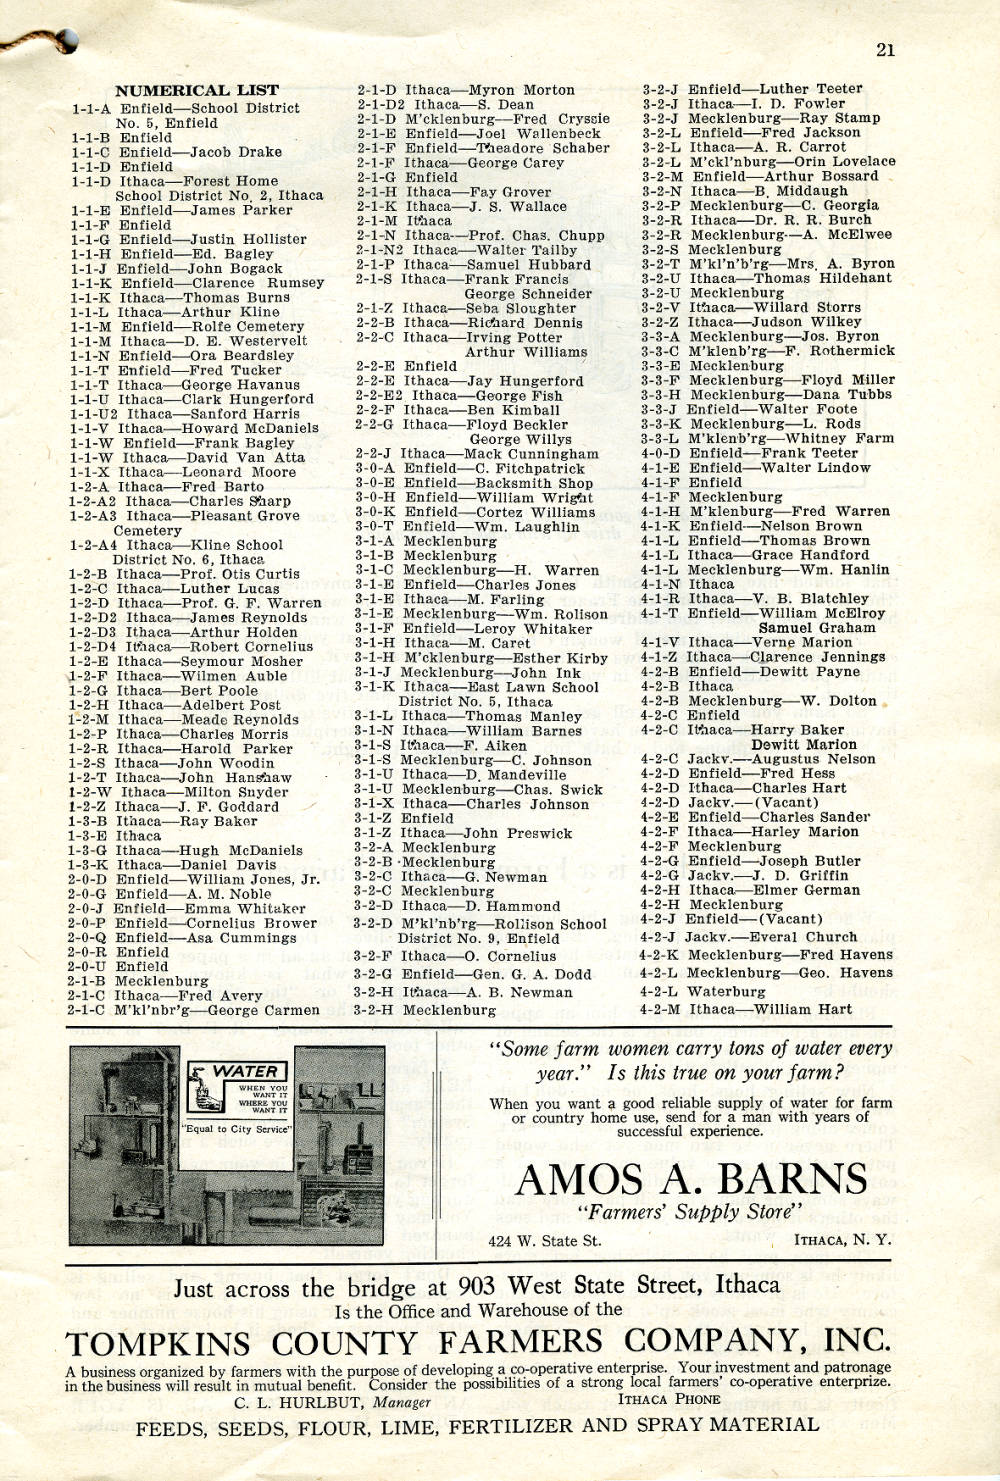 21
NUMERICAL LIST
1-1-A Enfield—School District
No. 5, Enfield
1-1-B Enfield
1-1-C Enfield—Jacob Drake
1-1-D Enfield
1-1-D Ithaca—Forest Home
School District No. 2, Ithaca
1-1-E Enfield—James Parker
1-1-F Enfield
1-1-G Enfield—Justin Hollister
1-1-H Enfield—Ed. Bagley
1-1-J Enfield—John Bogack
1-1-K Enfield—Clarence Rumsey
1-1-K Ithaca—Thomas Burns
1-1-L Ithaca—Arthur Kline
1-1-M Enfield—Rolfe Cemetery
1-1-M Ithaca—D. E. Westervelt
1-1-N Enfield—Ora Beardsley
1-1-T Enfield—Fred Tucker
1-1-T Ithaca—George Havanus
1-1-U Ithaca—Clark Hungerford
1-1-U2 Ithaca—Sanford Harris
1-1-V Ithaca—Howard McDaniels
1-1-W Enfield—Frank Bagley
1-1-W Ithaca—David Van Atta
1-1-X Ithaca—Leonard Moore
1-2-A Ithaca—Fred Barto
1-2-A2 Ithaca—Charles Sharp
1-2-A3 Ithaca—Pleasant Grove
Cemetery
1-2-A4 Ithaca—Kline School
District No. 6, Ithaca
1-2-B Ithaca—Prof. Otis Curtis
1-2-C Ithaca—Luther Lucas
1-2-D Ithaca—Prof. G. F. Warren
1-2-D2 Ithaca—James Reynolds
1-2-D3 Ithaca—Arthur Holden
1-2-D4 Ithaca—Robert Cornelius
1-2-E Ithaca—Seymour Mosher
1-2-F Ithaca—Wilmen Auble
1-2-G Ithaca—Bert Poole
1-2-H Ithaca—Adelbert Post
1-2-M Ithaca—Meade Reynolds
1-2-P Ithaca—Charles Morris
1-2-R Ithaca—Harold Parker
1-2-S Ithaca—John Woodin
1-2-T Ithaca—John Hanshaw
1-2-W Ithaca—Milton Snyder
1-2-Z Ithaca—J. F. Goddard
1-3-B Ithaca—Ray Baker
1-3-E Ithaca
1-3-G Ithaca—Hugh McDaniels
1-3-K Ithaca—Daniel Davis
2-0-D Enfield—William Jones, Jr.
2-0-G Enfield—A. M. Noble
2-0-J Enfield—Emma Whitaker
2-0-P Enfield—Cornelius Brower
2-0-Q Enfield—Asa Cummings
2-0-R Enfield
2-0-U Enfield
2-1-B Mecklenburg
2-1-C Ithaca—Fred Avery
2-1-C M'kl'nbr'g—George Carmen
2-1-D Ithaca—Myron Morton
2-1-D2 Ithaca—S. Dean
2-1-D M'cklenburg—Fred Cryssie
2-1-E Enfield—Joel Wallenbeck
2-1-F Enfield—Theadore Schaber
2-1-F Ithaca—George Carey
2-1-G Enfield
2-1-H Ithaca—Fay Grover
2-1-K Ithaca—J. S. Wallace
2-1-M Ithaca
2-1-N Ithaca—Prof. Chas. Chupp
2-1-N2 Ithaca—Walter Tailby
2-1-P Ithaca—Samuel Hubbard
2-1-S Ithaca—Frank Francis
George Schneider
2-1-Z Ithaca—Seba Sloughter
2-2-B Ithaca—Richard Dennis
2-2-C Ithaca—Irving Potter
Arthur Williams
2-2-E Enfield
2-2-E Ithaca—Jay Hungerford
2-2-E2 Ithaca—George Fish
2-2-F Ithaca—Ben Kimball
2-2-G Ithaca—Floyd Beckler
George Willys
2-2-J Ithaca—Mack Cunningham
3-0-A Enfield—C. Fitchpatrick
3-0-E Enfield—Backsmith Shop
3-0-H Enfield—William Wright
3-0-K Enfield—Cortez Williams
3-0-T Enfield—Wm. Laughlin
3-1-A Mecklenburg
3-1-B Mecklenburg
3-1-C Mecklenburg—H. Warren
3-1-E Enfield—Charles Jones
3-1-E Ithaca—M. Farling
3-1-E Mecklenburg—Wm. Rolison
3-1-F Enfield—Leroy Whitaker
3-1-H Ithaca—M. Caret
3-1-H M'cklenburg—Esther Kirby
3-1-J Mecklenburg—John Ink
3-1-K Ithaca—East Lawn School
District No. 5, Ithaca
3-1-L Ithaca—Thomas Manley
3-1-N Ithaca—William Barnes
3-1-S Ithaca—F. Aiken
3-1-S Mecklenburg—C. Johnson
3-1-U Ithaca—D. Mandeville
3-1-U Mecklenburg—Chas. Swick
3-1-X Ithaca—Charles Johnson
3-1-Z Enfield
3-1-Z Ithaca—John Preswick
3-2-A Mecklenburg
3-2-B Mecklenburg
3-2-C Ithaca—G. Newman
3-2-C Mecklenburg
3-2-D Ithaca—D. Hammond
3-2-D M'kl'nb'rg—Rollison School
District No. 9, Enfield
3-2-F Ithaca—O. Cornelius
3-2-G Enfield—Gen. G. A. Dodd
3-2-H Ithaca—A. B. Newman
3-2-H Mecklenburg
3-2-J Enfield—Luther Teeter
3-2-J Ithaca—I. D. Fowler
3-2-J Mecklenburg—Ray Stamp
3-2-L Enfield—Fred Jackson
3-2-L Ithaca—A. R. Carrot
3-2-L M'ckl'nburg—Orin Lovelace
3-2-M Enfield—Arthur Bossard
3-2-N Ithaca—B. Middaugh
3-2-P Mecklenburg—C. Georgia
3-2-R Ithaca—Dr. R. R. Burch
3-2-R Mecklenburg—A. McElwee
3-2-S Mecklenburg
3-2-T M'kl'n'b'rg—Mrs. A. Byron
3-2-U Ithaca—Thomas Hildehant
3-2-U Mecklenburg
3-2-V Ithaca—Willard Storrs
3-2-Z Ithaca—Judson Wilkey
3-3-A Mecklenburg—Jos. Byron
3-3-C M'klenb'rg—F. Rothermick
3-3-E Mecklenburg
3-3-F Mecklenburg—Floyd Miller
3-3-H Mecklenburg—Dana Tubbs
3-3-J Enfield—Walter Foote
3-3-K Mecklenburg—L. Rods
3-3-L M'klenb'rg—Whitney Farm
4-0-D Enfield—Frank Teeter
4-1-E Enfield—Walter Lindow
4-1-F Enfield
4-1-F Mecklenburg
4-1-H M'klenburg—Fred Warren
4-1-K Enfield—Nelson Brown
4-1-L Enfield—Thomas Brown
4-1-L Ithaca—Grace Handford
4-1-L Mecklenburg—Wm. Hanlin
4-1-N Ithaca
4-1-R Ithaca—V. B. Blatchley
4-1-T Enfield—William McElroy
Samuel Graham
4-1-V Ithaca—Verne Marion
4-1-Z Ithaca—Clarence Jennings
4-2-B Enfield—Dewitt Payne
4-2-B Ithaca
4-2-B Mecklenburg—W. Dolton
4-2-C Enfield
4-2-C Ithaca—Harry Baker
Dewitt Marion
4-2-C Jackv.—Augustus Nelson
4-2-D Enfield—Fred Hess
4-2-D Ithaca—Charles Hart
4-2-D Jackv.—(Vacant)
4-2-E Enfield—Charles Sander
4-2-F Ithaca—Harley Marion
4-2-F Mecklenburg
4-2-G Enfield—Joseph Butler
4-2-G Jackv.—J. D. Griffin
4-2-H Ithaca—Elmer German
4-2-H Mecklenburg
4-2-J Enfield—(Vacant)
4-2-J Jackv.—Everal Church
4-2-K Mecklenburg—Fred Havens
4-2-L Mecklenburg—Geo. Havens
4-2-L Waterburg
4-2-M Ithaca—William Hart
WATER
WHEN YOU
WANT IT
WHERE YOU
WANT IT
"Equal to City Service"
"Some farm women carry tons of water every
year." Is this true on your farm?
When you want a good reliable supply of water for farm
or country home use, send for a man with years of
successful experience.
AMOS A. BARNS
"Farmers' Supply Store"
424 W. State St. ITHACA, N. Y.
Just across the bridge at 903 West State Street, Ithaca
Is the Office and Warehouse of the
TOMPKINS COUNTY FARMERS COMPANY, INC.
A business organized by farmers with the purpose of developing a co-operative enterprise. Your investment and patronage
in the business will result in mutual benefit. Consider the possibilities of a strong local farmers' co-operative enterprize.
C. L. HURLBUT, Manager ITHACA PHONE
FEEDS, SEEDS, FLOUR, LIME, FERTILIZER AND SPRAY MATERIAL